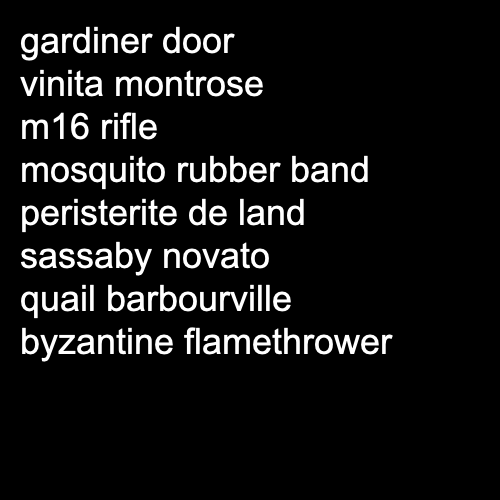 gardiner door
vinita montrose
m16 rifle
mosquito rubber band
peristerite de land
sassaby novato
quail barbourville
byzantine flamethrower